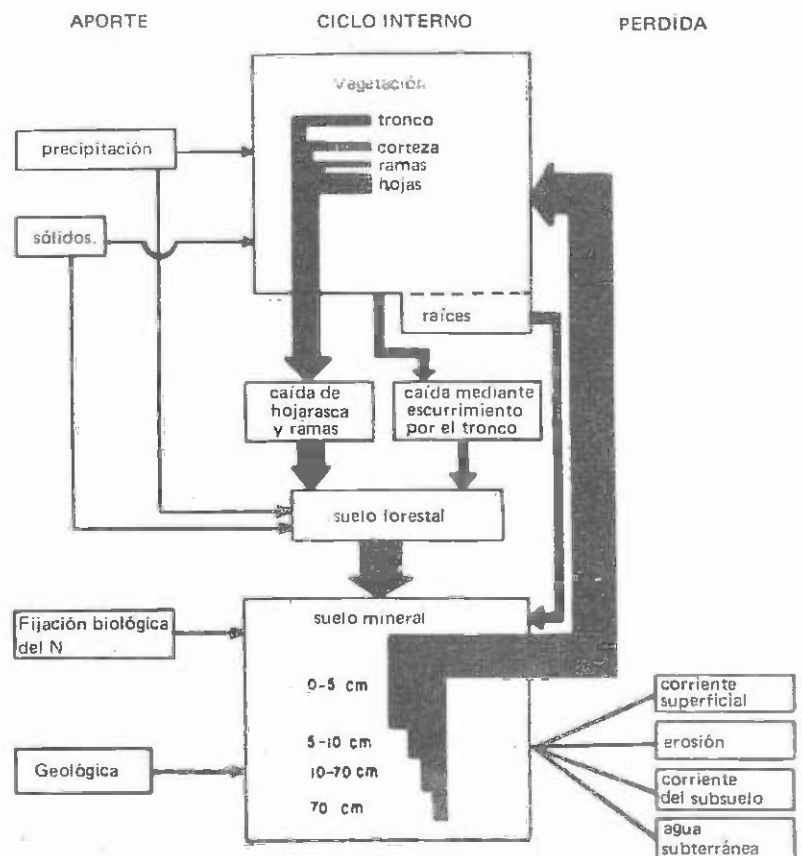 APORTE
CICLO INTERNO
PERDÍDA
Vegetación
tronco
corteza
ramas
hojas
precipitación
sólidos.
raíces
caída de
hojarasca
y ramas
caída mediante
escurrimiento
por el tronco
suelo forestal
Fijación biológica
del N
suelo mineral
0-5 cm
5-10 cm
10-70 cm
70 cm
Geológica
corriente
superficial
erosión
corriente
del subsuelo
agua
subterránea